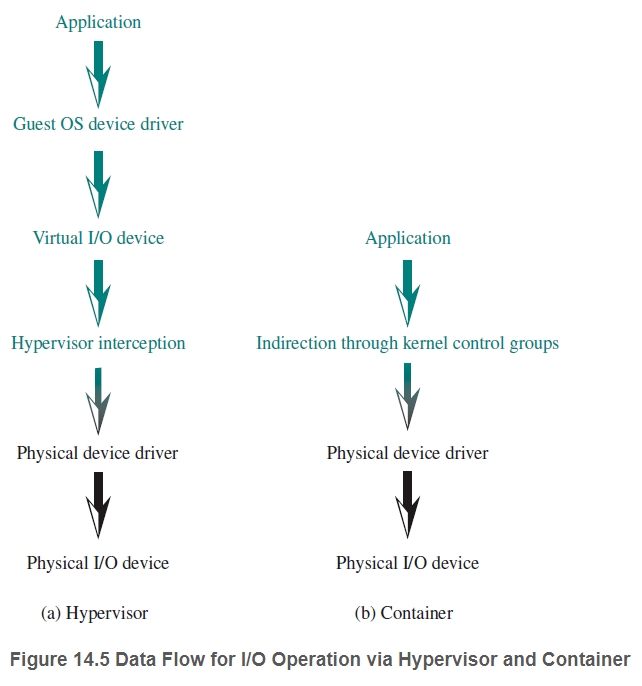 Application
Guest OS device driver
Virtual I/O device
Hypervisor interception
Physical device driver
Physical I/O device
(a) Hypervisor
Application
Indirection through kernel control groups
Physical device driver
Physical I/O device
(b) Container
Figure 14.5 Data Flow for I/O Operation via Hypervisor and Container